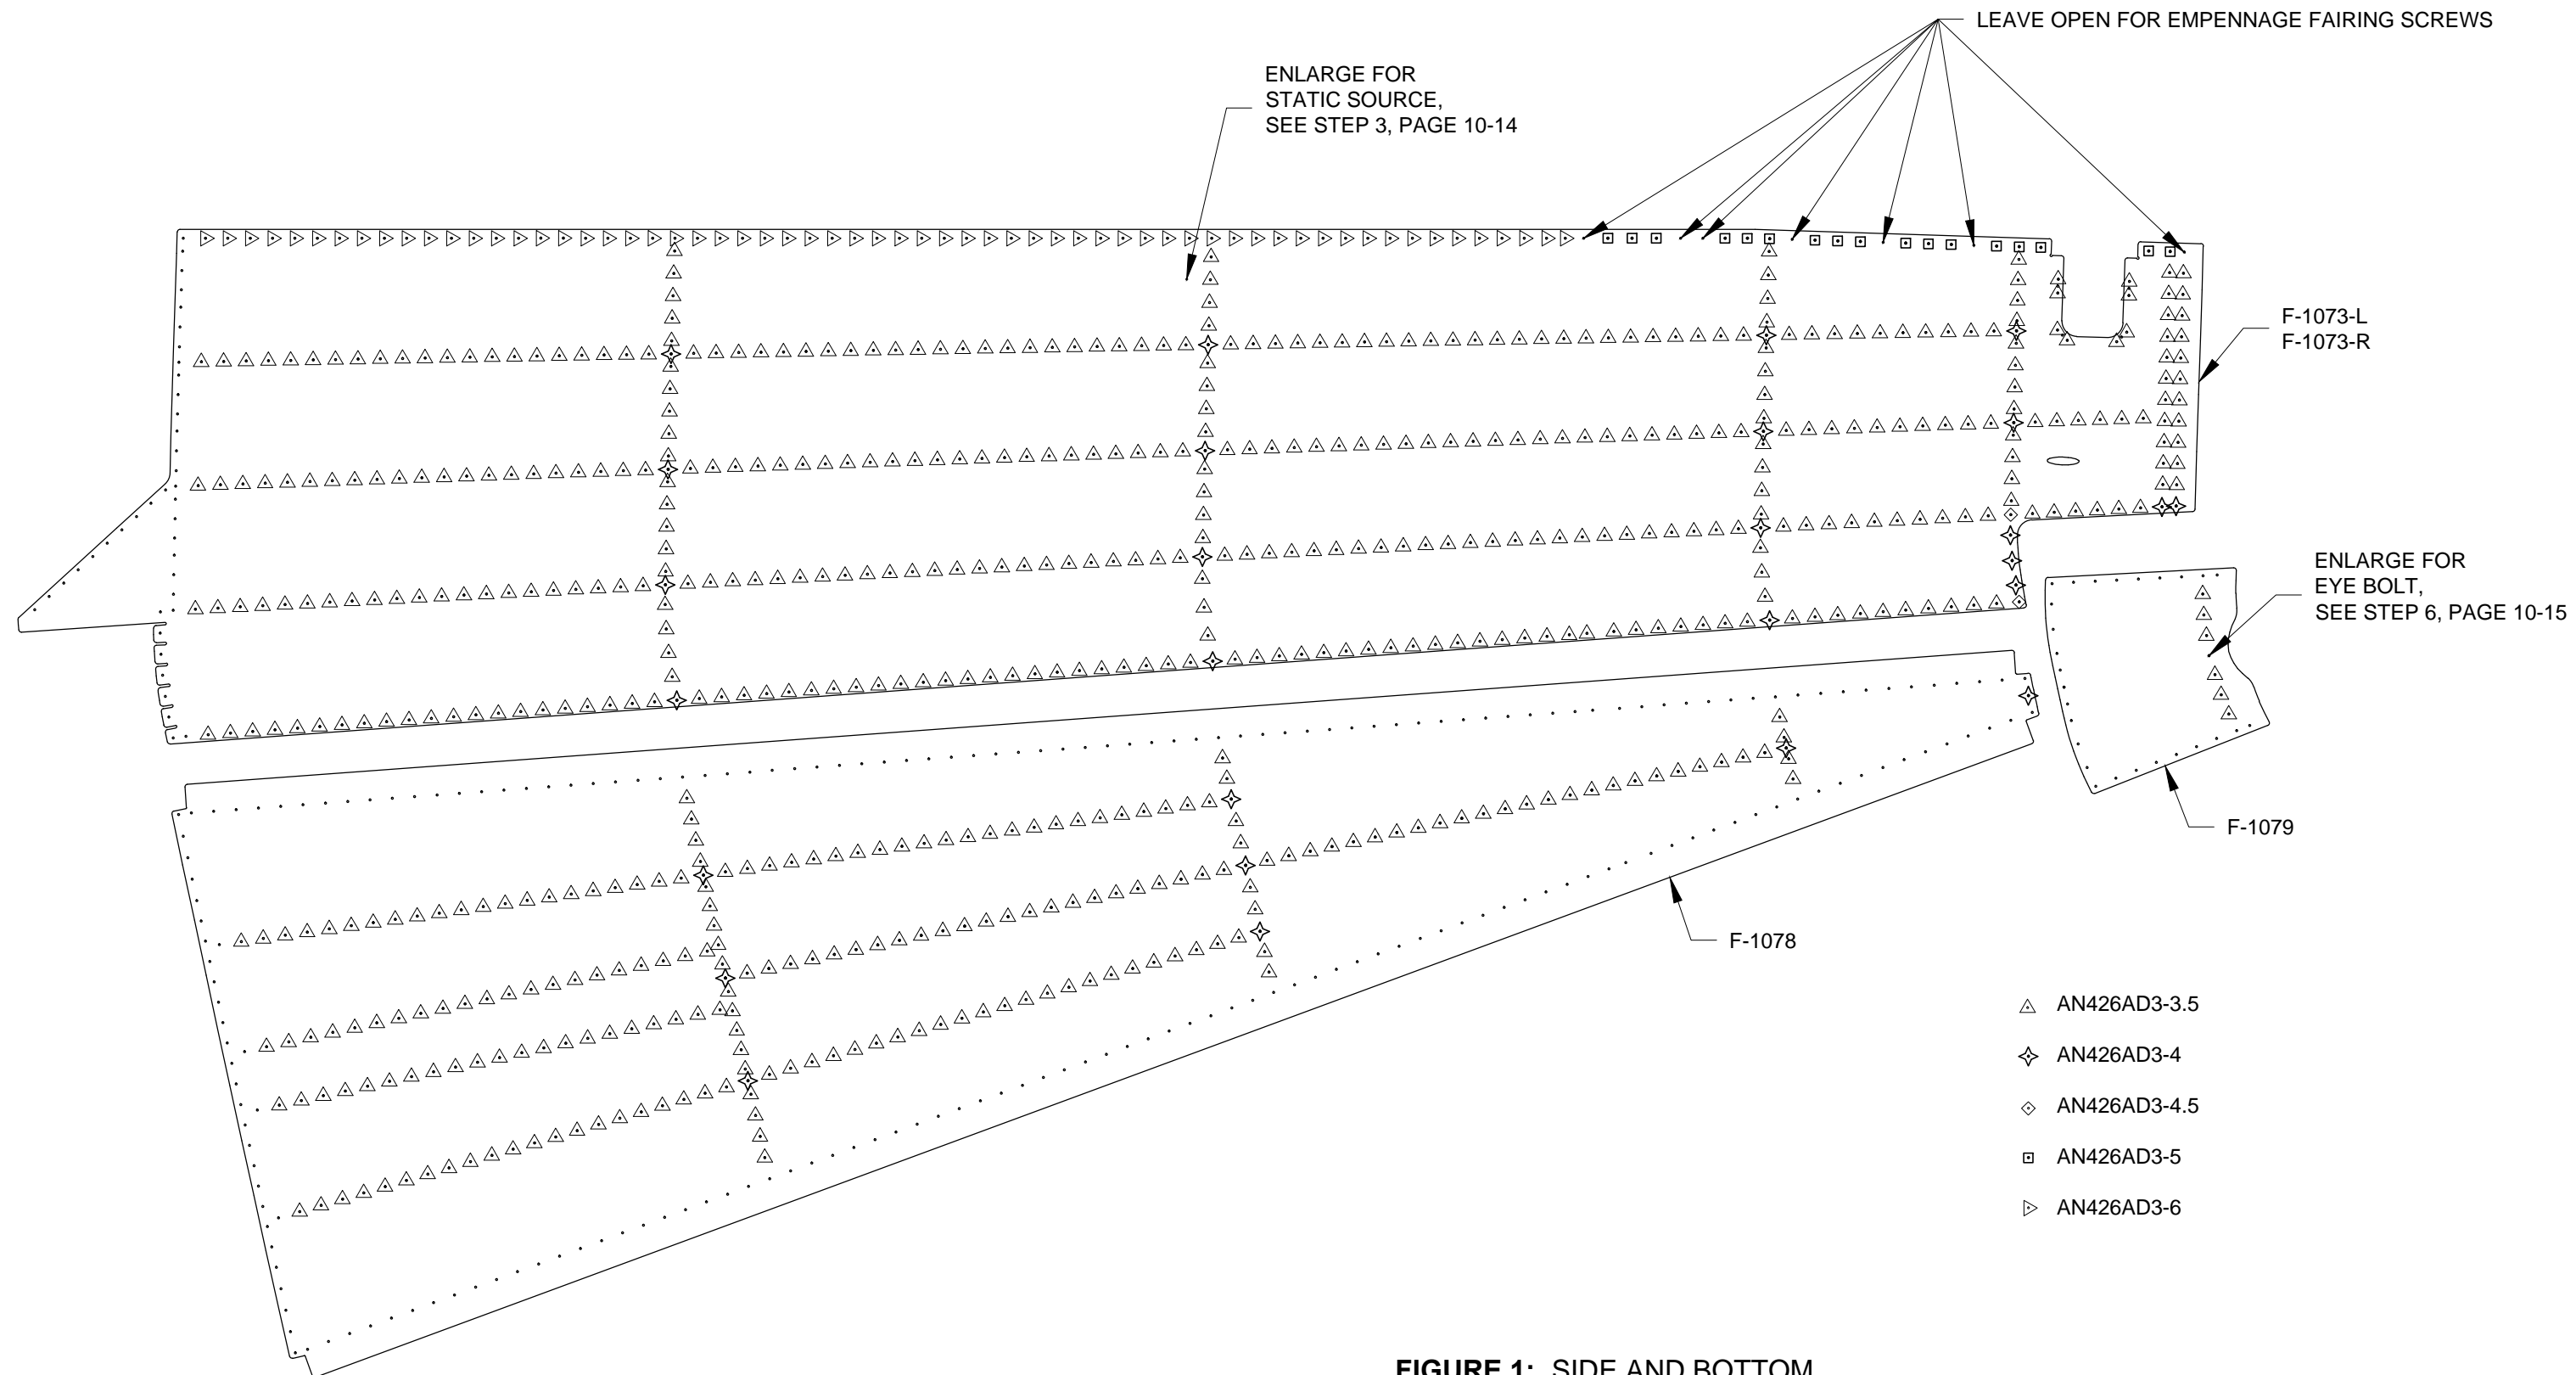 LEAVE OPEN FOR EMPENNAGE FAIRING SCREWS
ENLARGE FOR
STATIC SOURCE,
SEE STEP 3, PAGE 10-14
F-1073-L
F-1073-R
ENLARGE FOR
EYE BOLT,
SEE STEP 6, PAGE 10-15
F-1079
F-1078
AN426AD3-3.5
AN426AD3-4
AN426AD3-4.5
AN426AD3-5
AN426AD3-6
FIGURE 1: SIDE AND BOTTOM